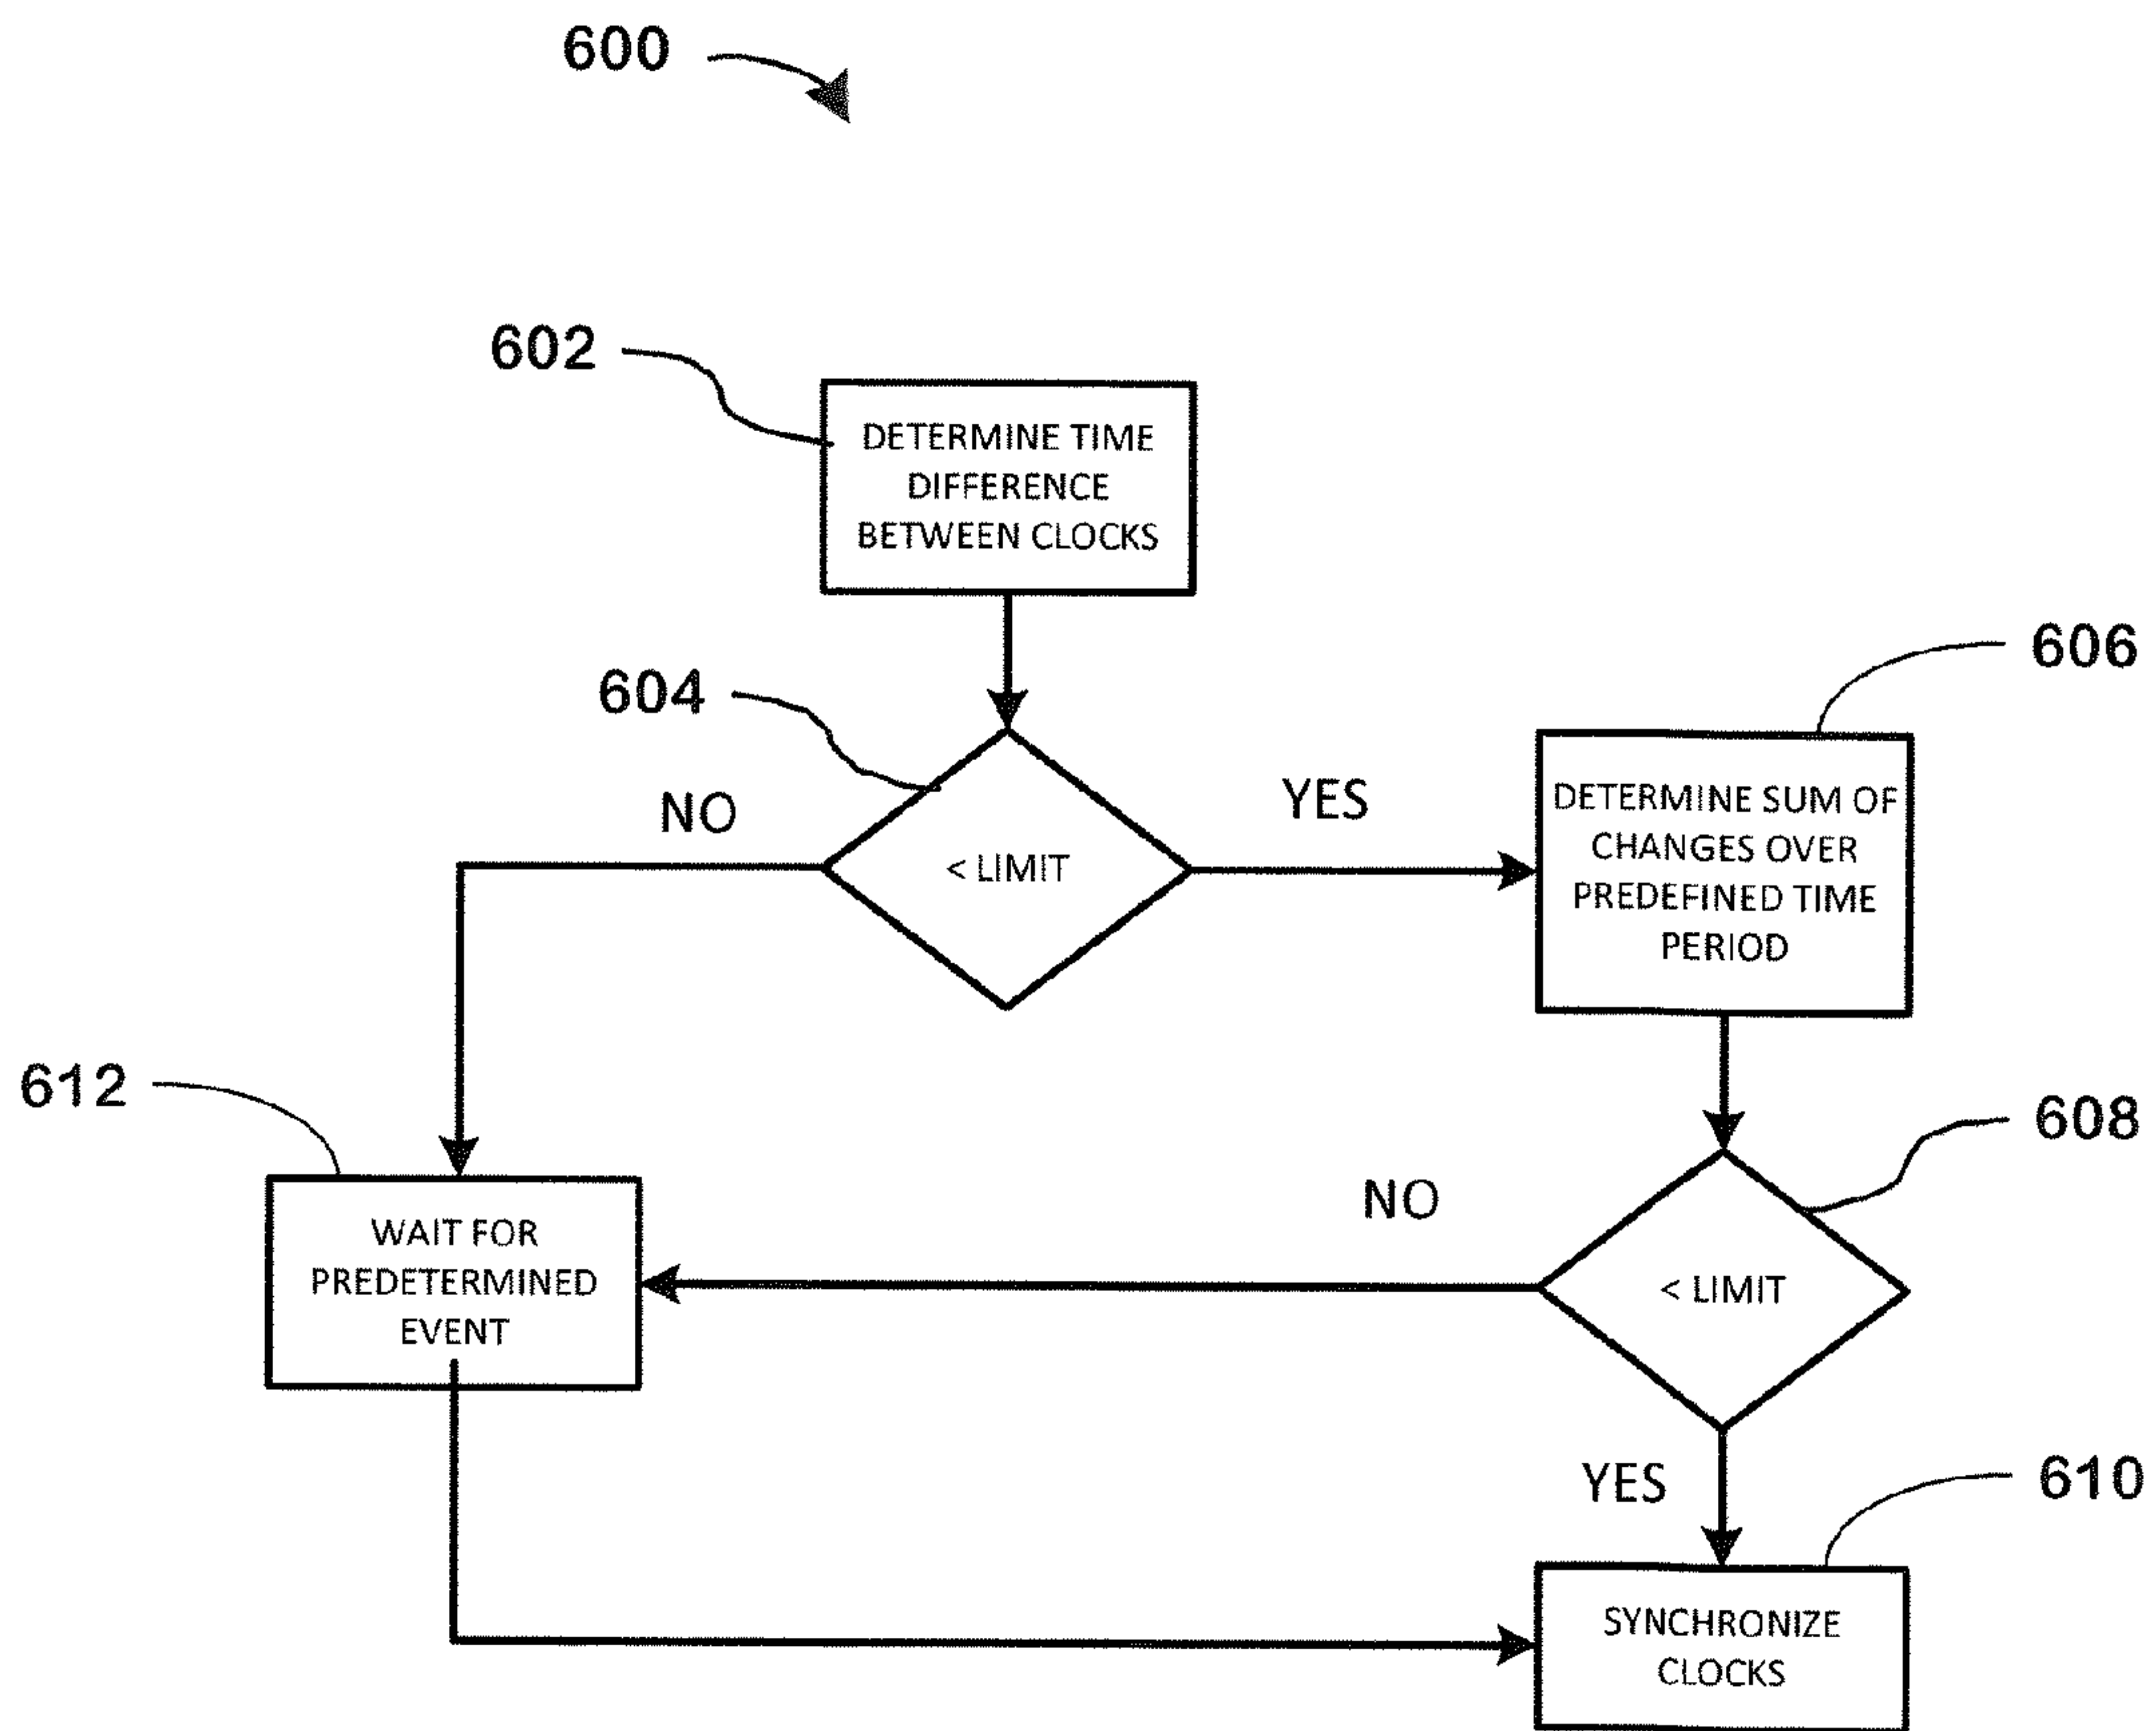 600
602
DETERMINE TIME
DIFFERENCE
BETWEEN CLOCKS
604
NO
< LIMIT
YES
606
DETERMINE SUM OF
CHANGES OVER
PREDEFINED TIME
PERIOD
612
WAIT FOR
PREDETERMINED
EVENT
NO
608
< LIMIT
YES
610
SYNCHRONIZE
CLOCKS